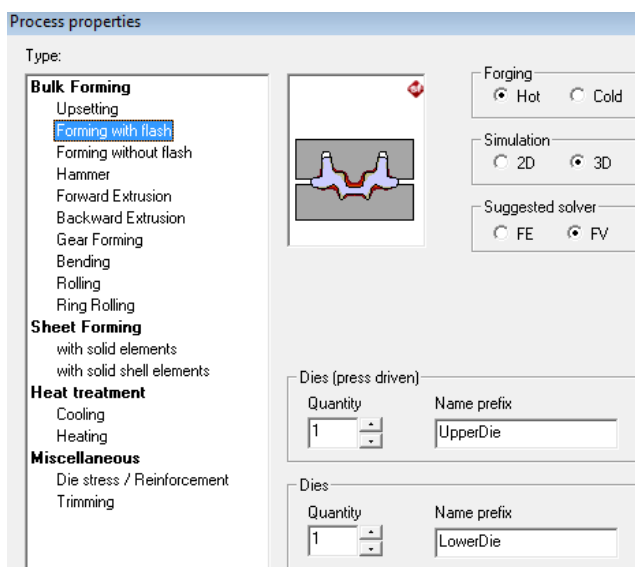 Process properties
Type:
Bulk Forming
Upsetting
Forming with flash
Forming without flash
Hammer
Forward Extrusion
Backward Extrusion
Gear Forming
Bending
Rolling
Ring Rolling
Sheet Forming
with solid elements
with solid shell elements
Heat treatment
Cooling
Heating
Miscellaneous
Die stress / Reinforcement
Trimming
Forging
Hot Cold
Simulation
2D 3D
Suggested solver
FE FV
Dies (press driven)
Quantity Name prefix
1 UpperDie
Dies
Quantity Name prefix
1 LowerDie